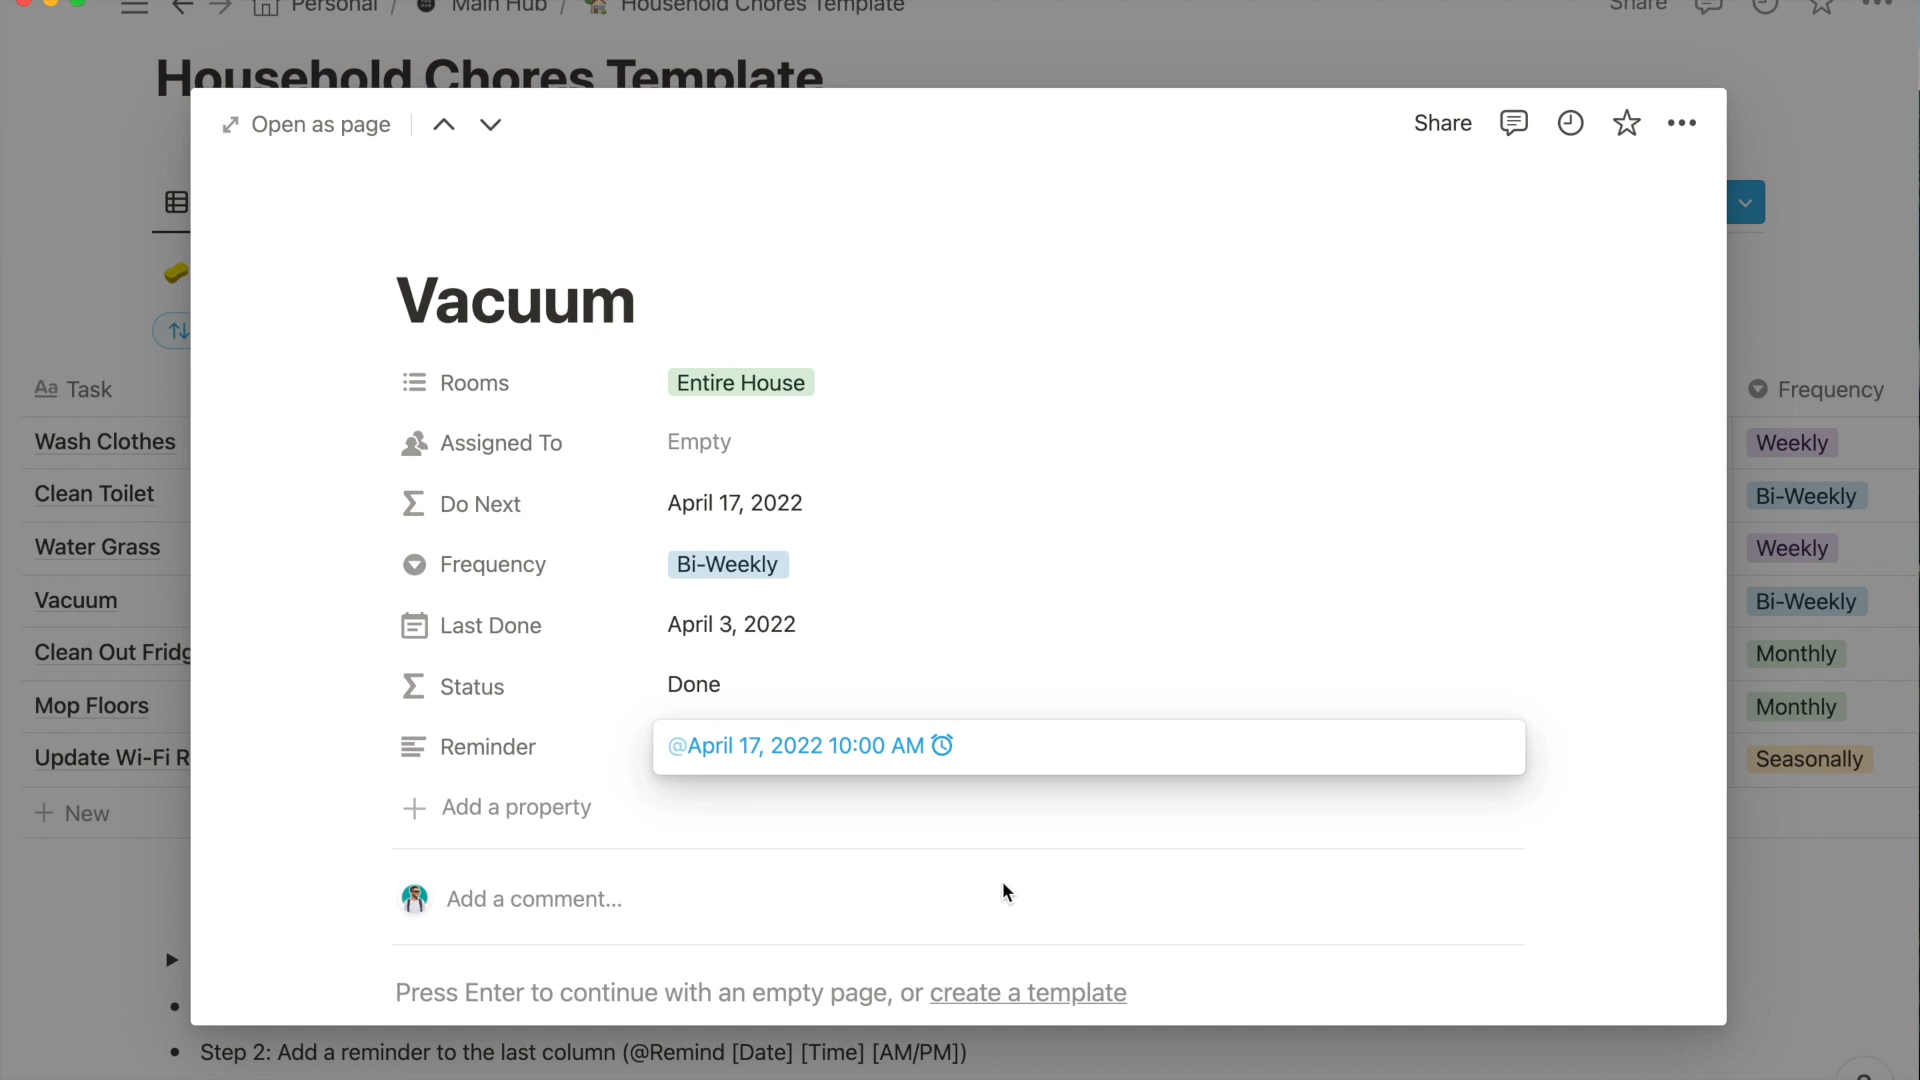 Personal / Main Hub / Household Chores Template
Share
Household Chores Template
Open as page
Share
Vacuum
Rooms Entire House
Assigned To Empty
Do Next April 17, 2022
Frequency Bi-Weekly
Last Done April 3, 2022
Status Done
Reminder @April 17, 2022 10:00 AM
Add a property
Add a comment...
Press Enter to continue with an empty page, or create a template
Aa Task
Frequency
Wash Clothes
Weekly
Clean Toilet
Bi-Weekly
Water Grass
Weekly
Vacuum
Bi-Weekly
Clean Out Fridg
Monthly
Mop Floors
Monthly
Update Wi-Fi R
Seasonally
New
• Step 2: Add a reminder to the last column (@Remind [Date] [Time] [AM/PM])